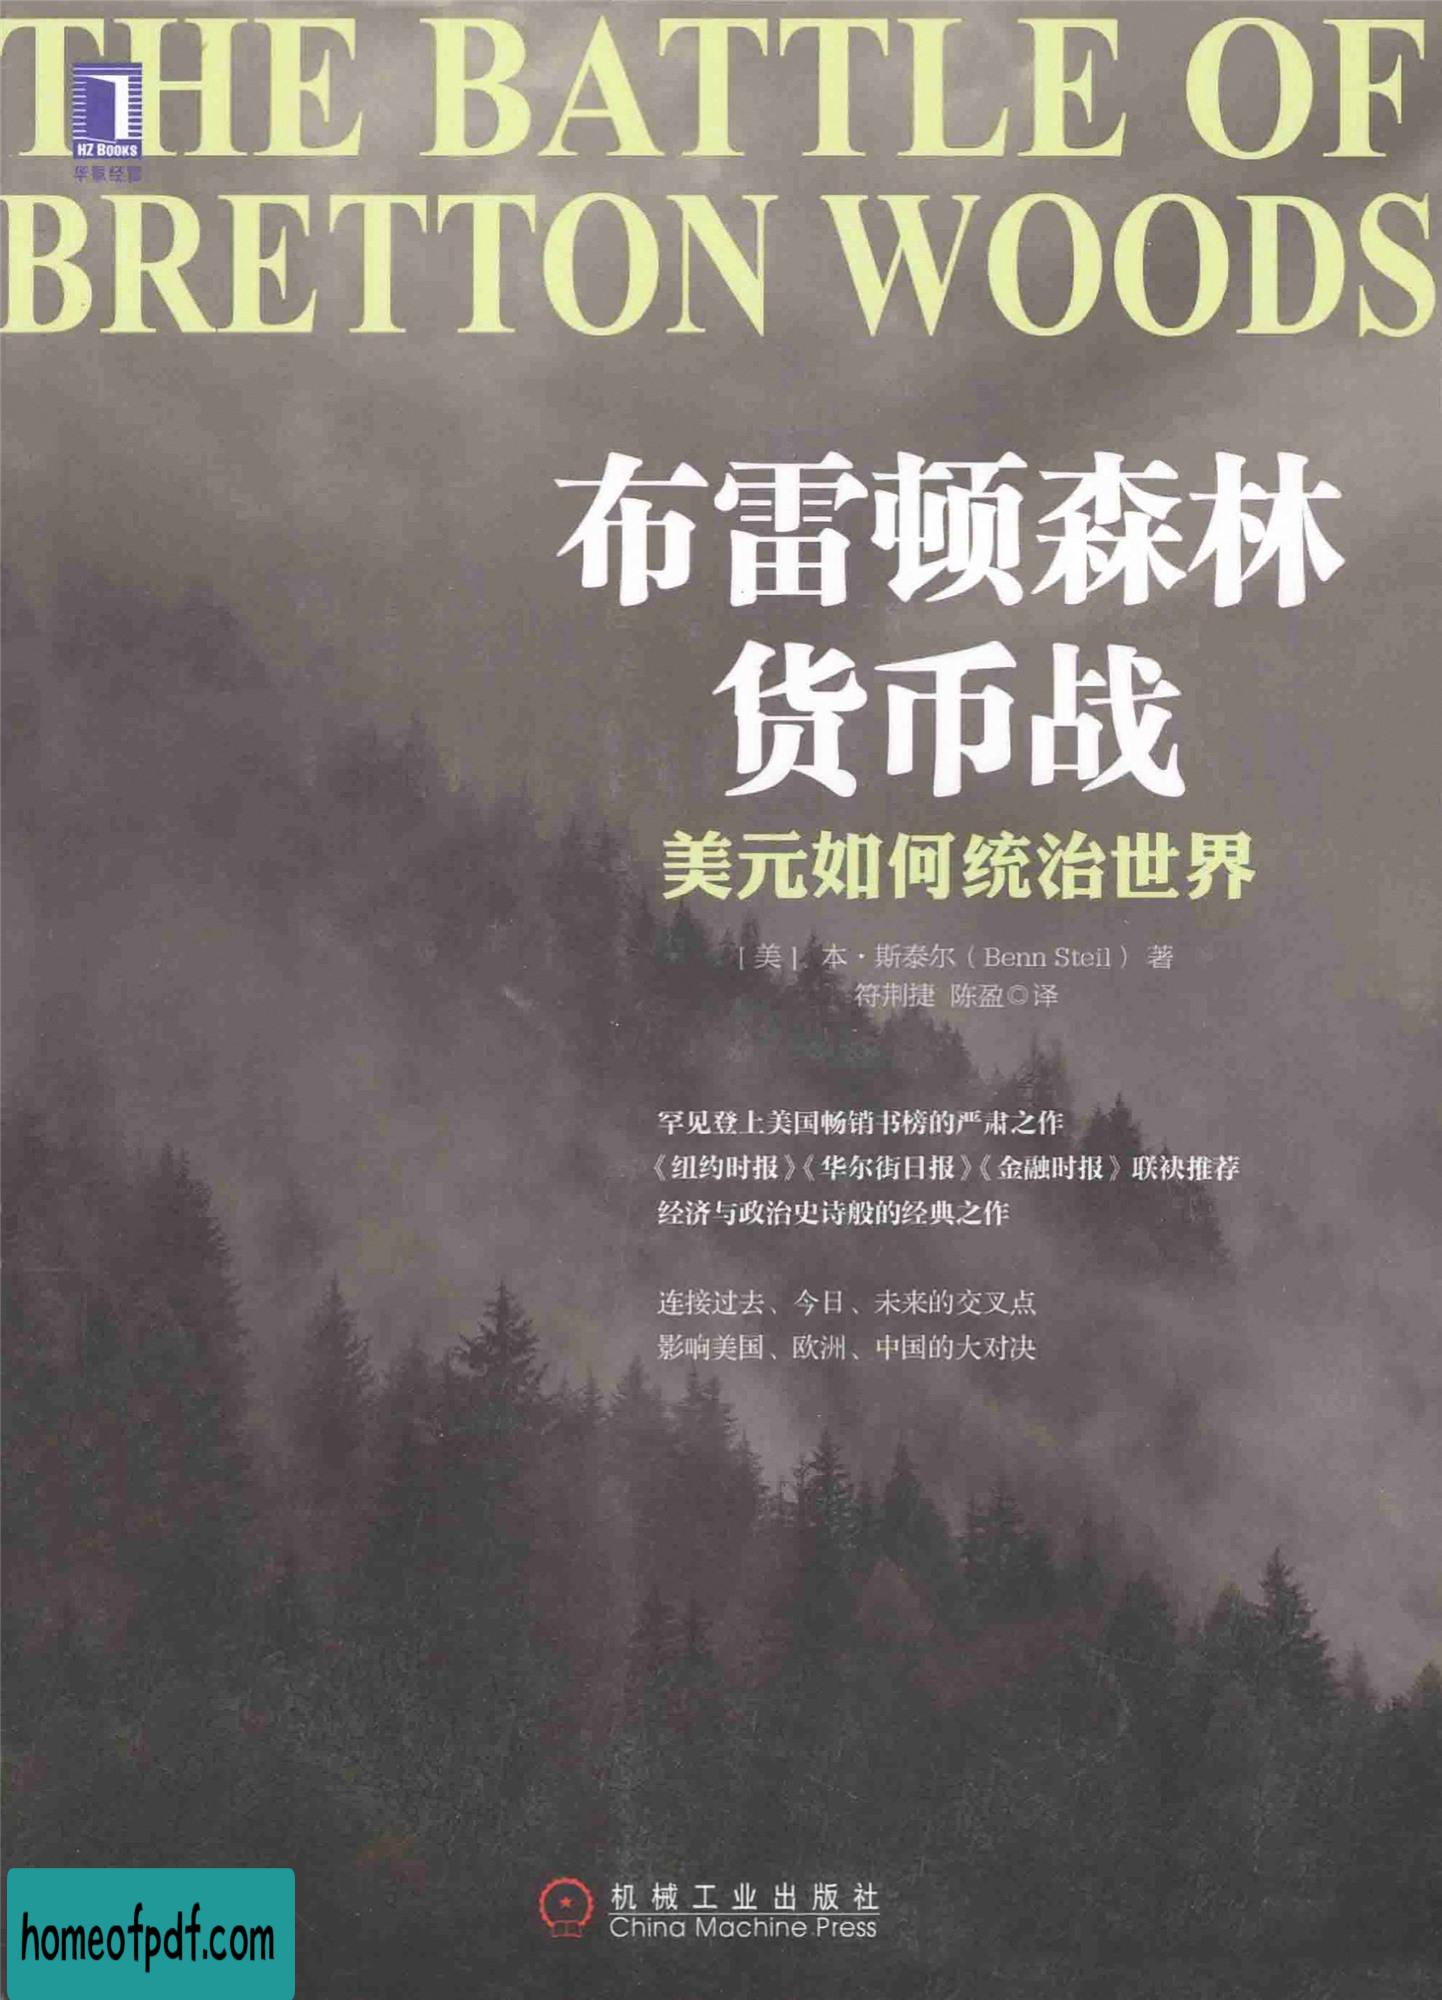 THE BATTLE OF
HZ BOOKS
华章经管
BRETTON WOODS
布雷顿森林
货币战
美元如何统治世界
[美] 本·斯泰尔（Benn Steil）著
符荆捷 陈盈◎译
罕见登上美国畅销书榜的严肃之作
《纽约时报》《华尔街日报》《金融时报》联袂推荐
经济与政治史诗般的经典之作
连接过去、今日、未来的交叉点
影响美国、欧洲、中国的大对决
机械工业出版社
China Machine Press
homeofpdf.com